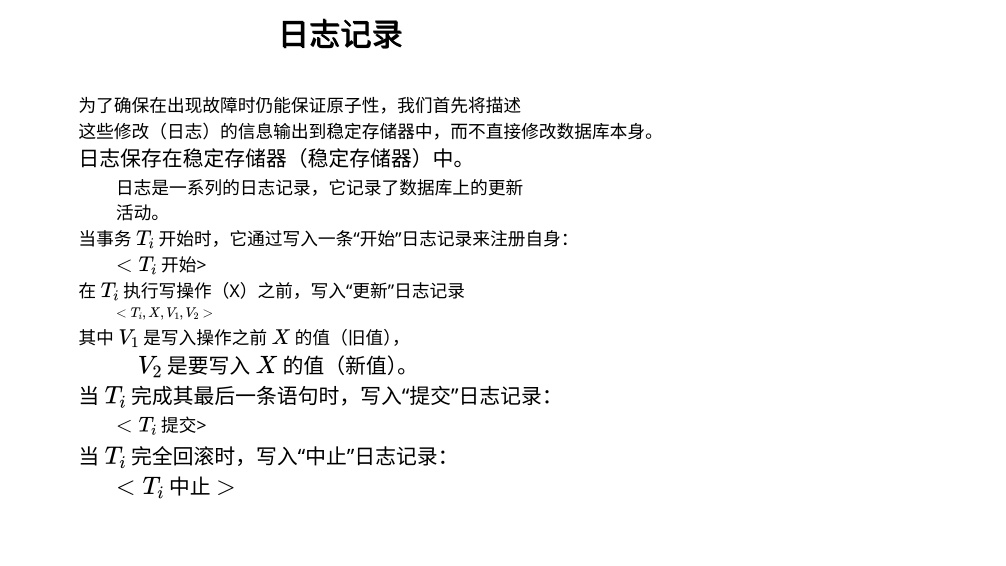 日志记录
为了确保在出现故障时仍能保证原子性，我们首先将描述
这些修改（日志）的信息输出到稳定存储器中，而不直接修改数据库本身。
日志保存在稳定存储器（稳定存储器）中。
日志是一系列的日志记录，它记录了数据库上的更新
活动。
当事务 $T_i$ 开始时，它通过写入一条“开始”日志记录来注册自身：
$< T_i$ 开始>
在 $T_i$ 执行写操作（X）之前，写入“更新”日志记录
$< T_i, X, V_1, V_2 >$
其中 $V_1$ 是写入操作之前 $X$ 的值（旧值），
$V_2$ 是要写入 $X$ 的值（新值）。
当 $T_i$ 完成其最后一条语句时，写入“提交”日志记录：
$< T_i$ 提交>
当 $T_i$ 完全回滚时，写入“中止”日志记录：
$< T_i$ 中止 $>$